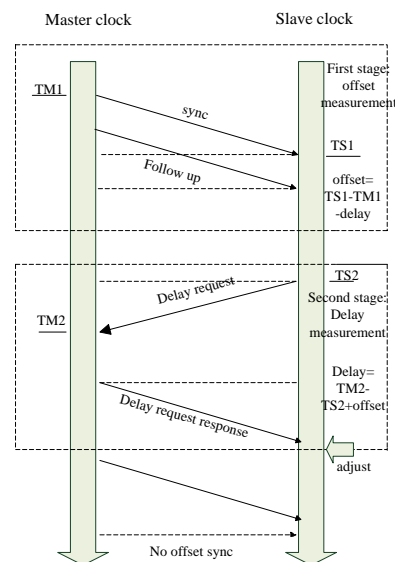 Master clock
Slave clock
First stage:
offset
measurement
TM1
sync
TS1
Follow up
offset=
TS1-TM1
-delay
TS2
Delay request
Second stage:
Delay
measurement
TM2
Delay=
TM2-
TS2+offset
Delay request response
adjust
No offset sync